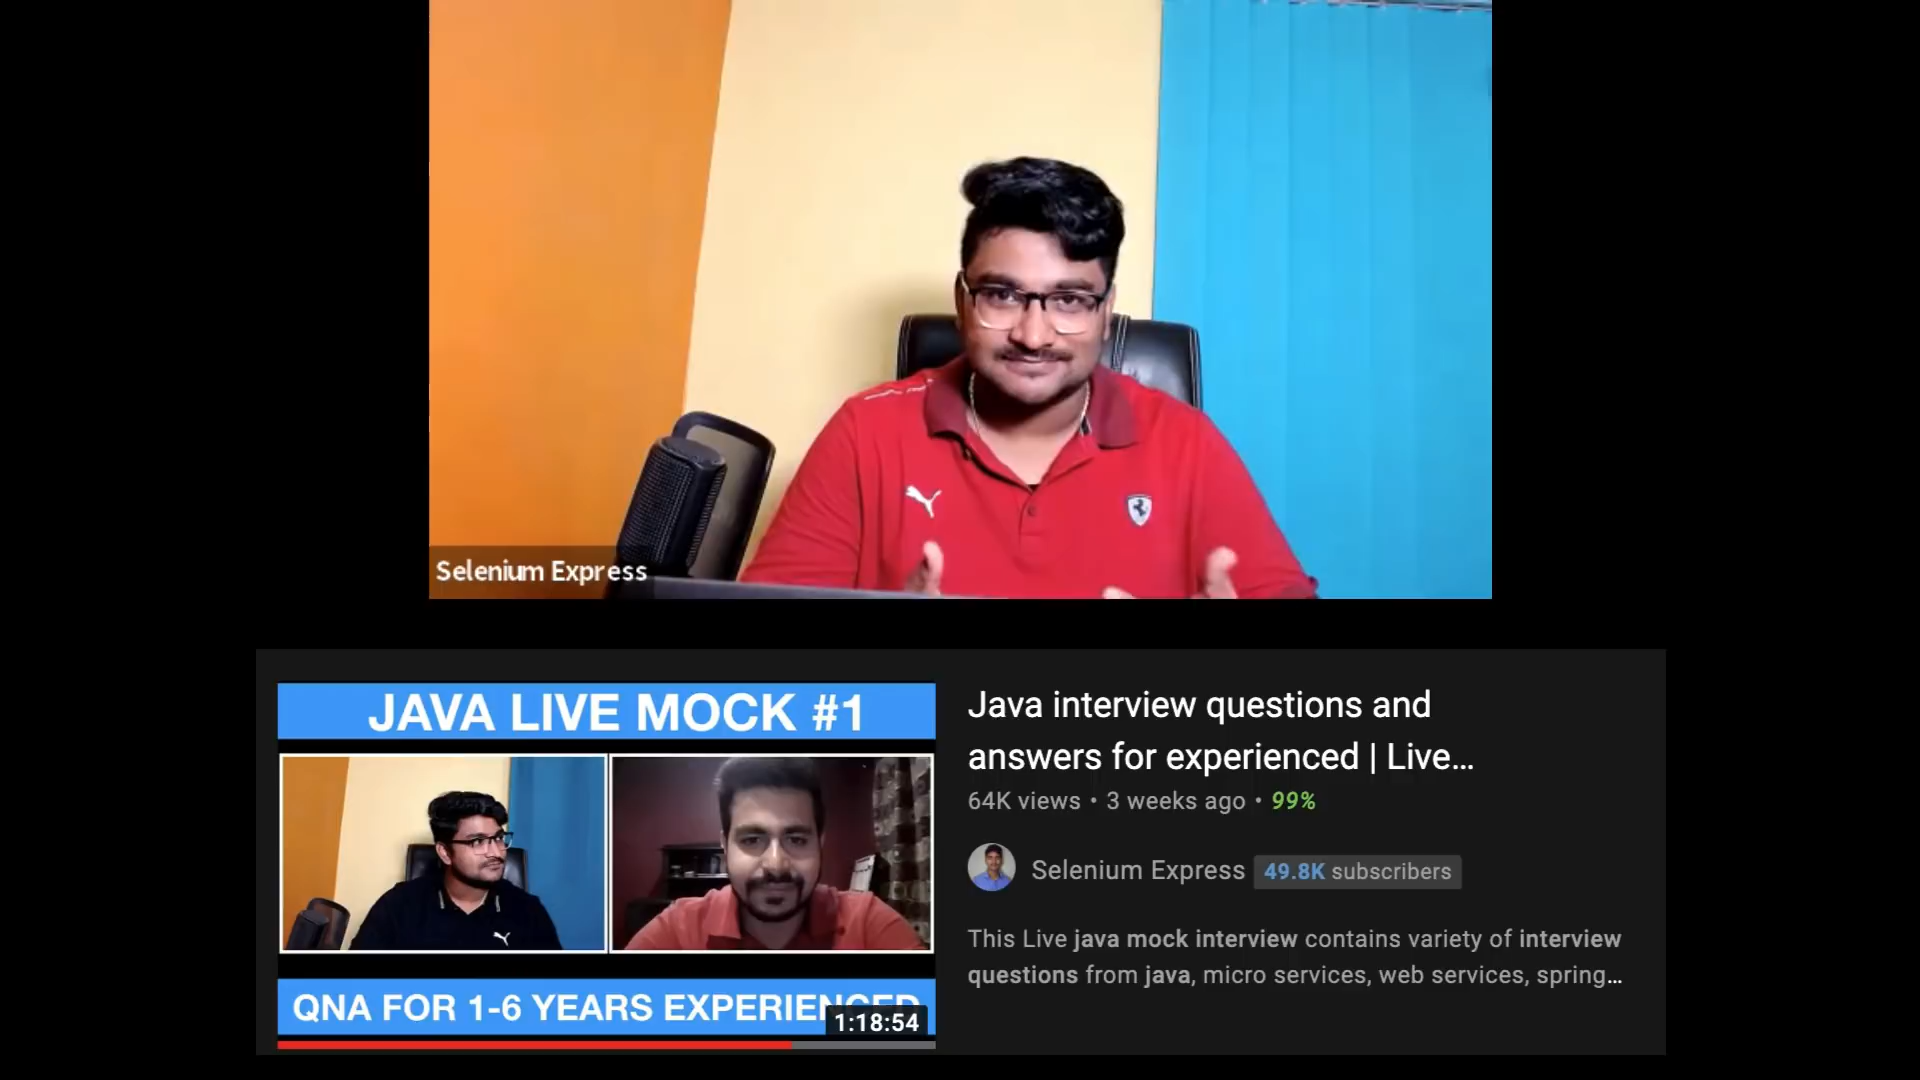 Selenium Express
JAVA LIVE MOCK #1
QNA FOR 1-6 YEARS EXPERIENCED
1:18:54
Java interview questions and
answers for experienced | Live...
64K views • 3 weeks ago • 99%
Selenium Express 49.8K subscribers
This Live java mock interview contains variety of interview
questions from java, micro services, web services, spring...